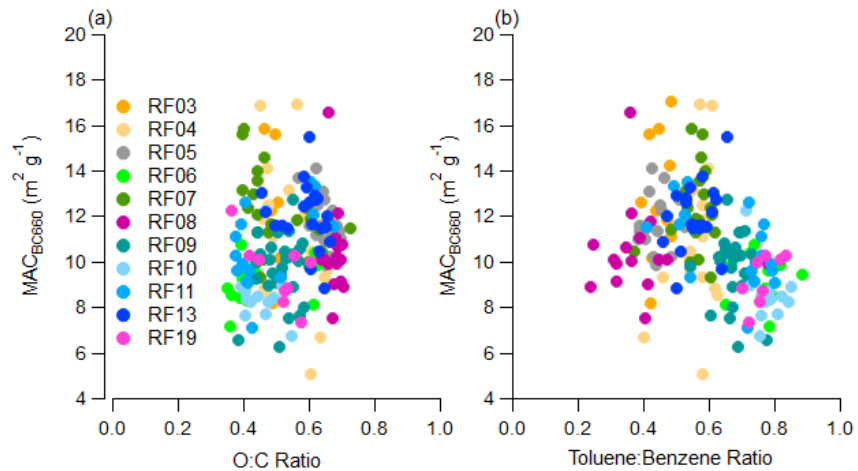 (a)
20
18
16
14
12
10
8
6
4
MAC_BC660 (m² g⁻¹)
RF03
RF04
RF05
RF06
RF07
RF08
RF09
RF10
RF11
RF13
RF19
0.0 0.2 0.4 0.6 0.8 1.0
O:C Ratio
(b)
20
18
16
14
12
10
8
6
4
MAC_BC660 (m² g⁻¹)
0.0 0.2 0.4 0.6 0.8 1.0
Toluene:Benzene Ratio